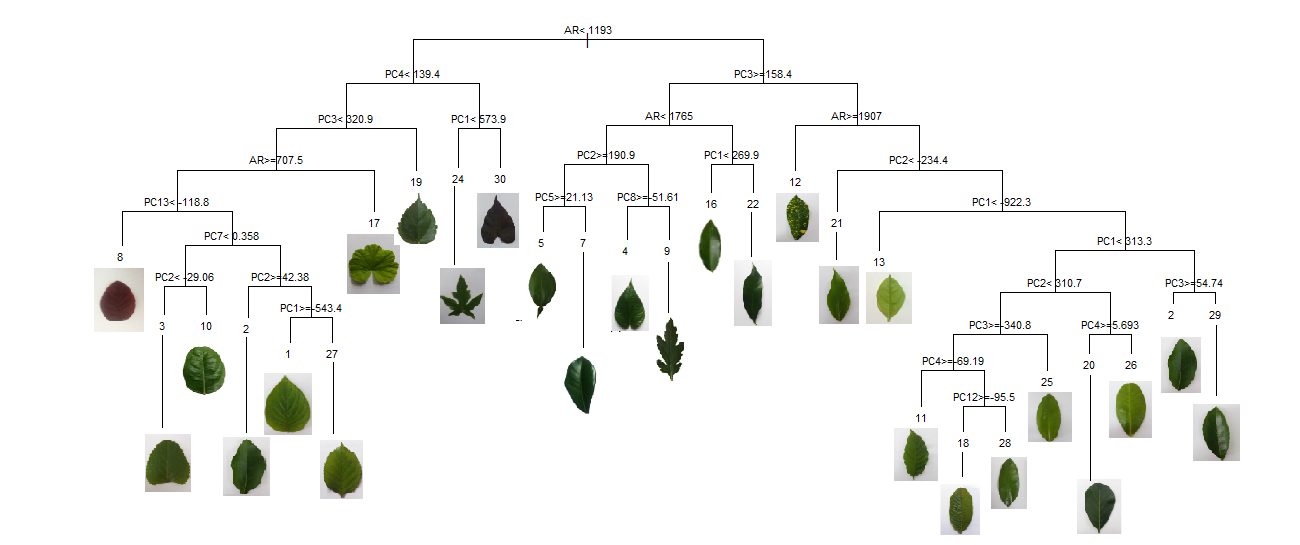 AR< 1193
PC4< 139.4
PC3>=158.4
PC3< 320.9
PC1< 573.9
AR< 1765
AR>=1907
AR>=707.5
19
24
30
PC2>=190.9
PC1< 269.9
12
PC2< -234.4
PC13< -118.8
17
PC5>=21.13
PC8>=-51.61
16
22
21
PC1< -922.3
8
PC7< 0.358
5
7
4
9
13
PC1< 313.3
PC2< -29.06
PC2>=42.38
PC2< 310.7
PC3>=54.74
3
10
2
PC1>=-543.4
PC3>=-340.8
PC4>=5.693
2
29
1
27
PC4>=-69.19
25
20
26
11
PC12>=-95.5
18
28